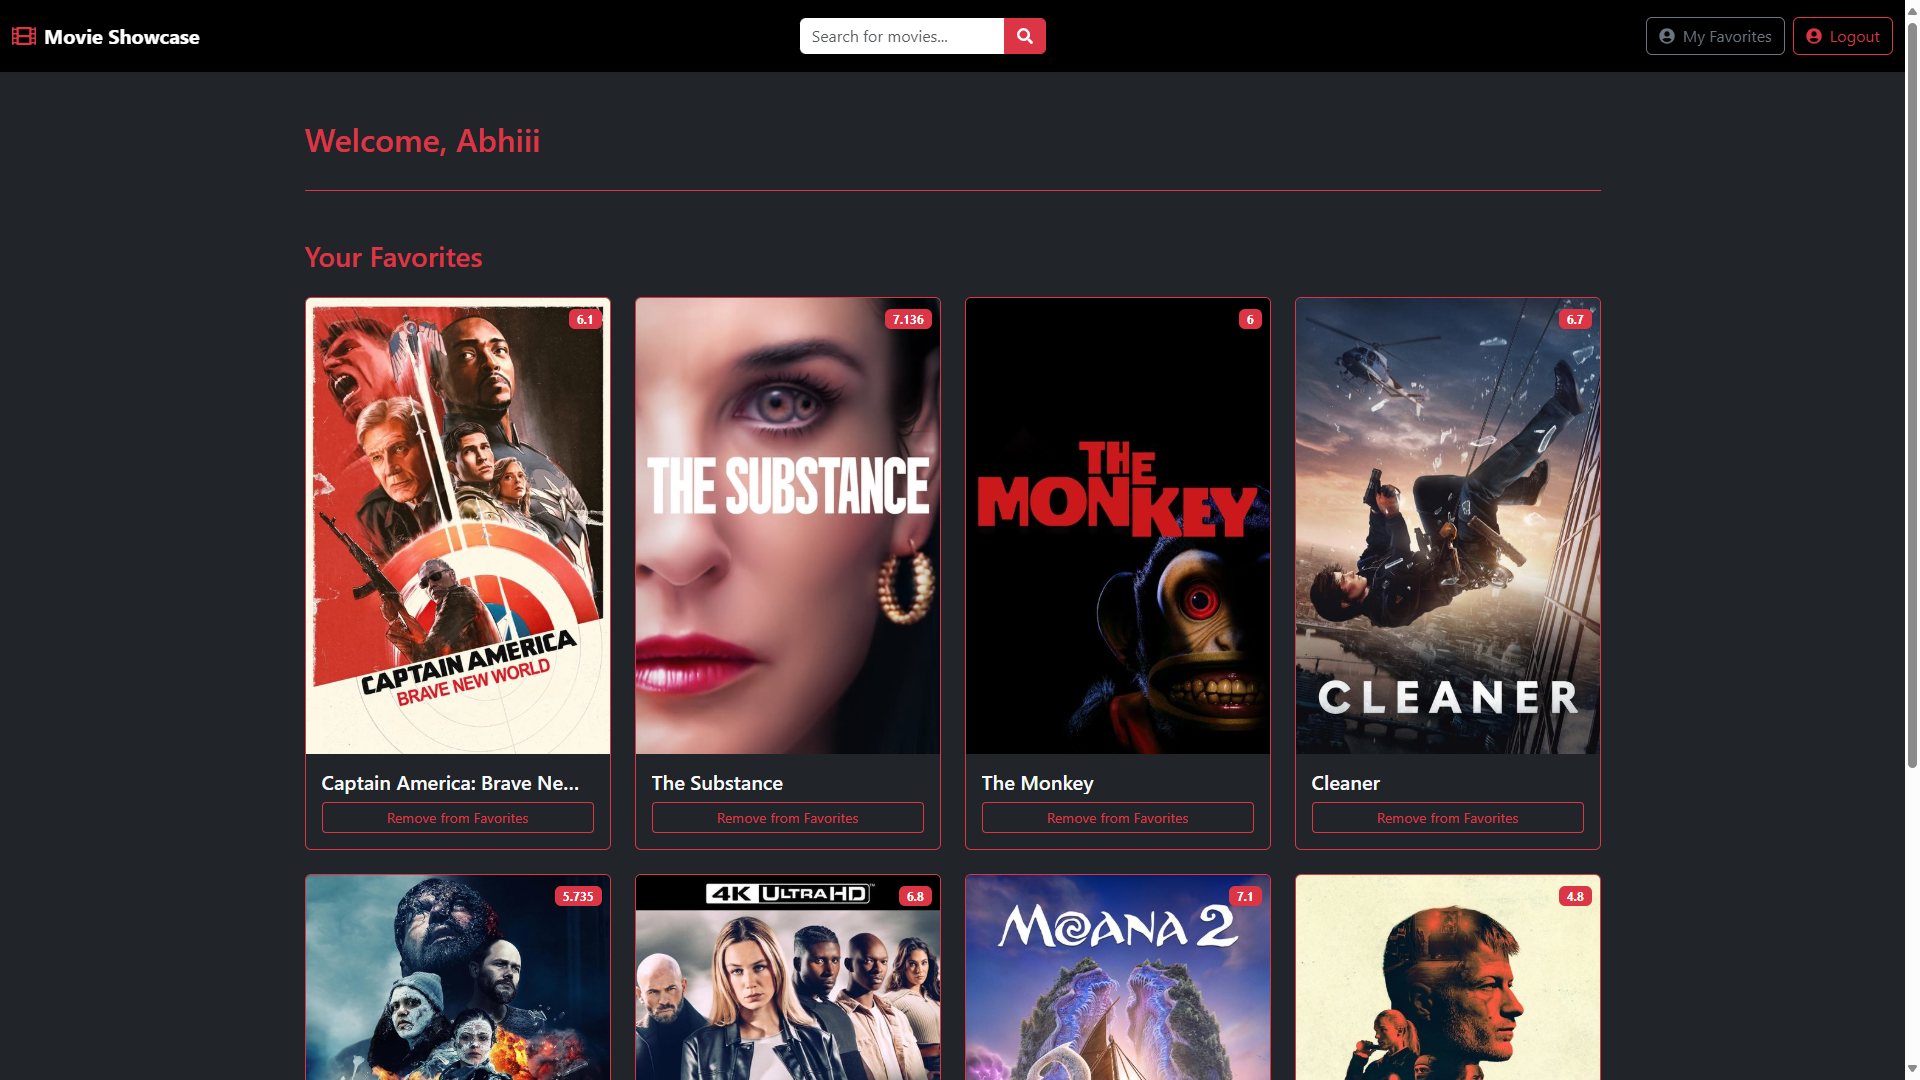 Movie Showcase
Search for movies...
My Favorites
Logout
Welcome, Abhiii
Your Favorites
6.1
CAPTAIN AMERICA
BRAVE NEW WORLD
Captain America: Brave Ne...
Remove from Favorites
7.136
THE SUBSTANCE
The Substance
Remove from Favorites
6
THE
MONKEY
The Monkey
Remove from Favorites
6.7
CLEANER
Cleaner
Remove from Favorites
5.735
4K ULTRA HD™
6.8
7.1
MOANA 2
4.8